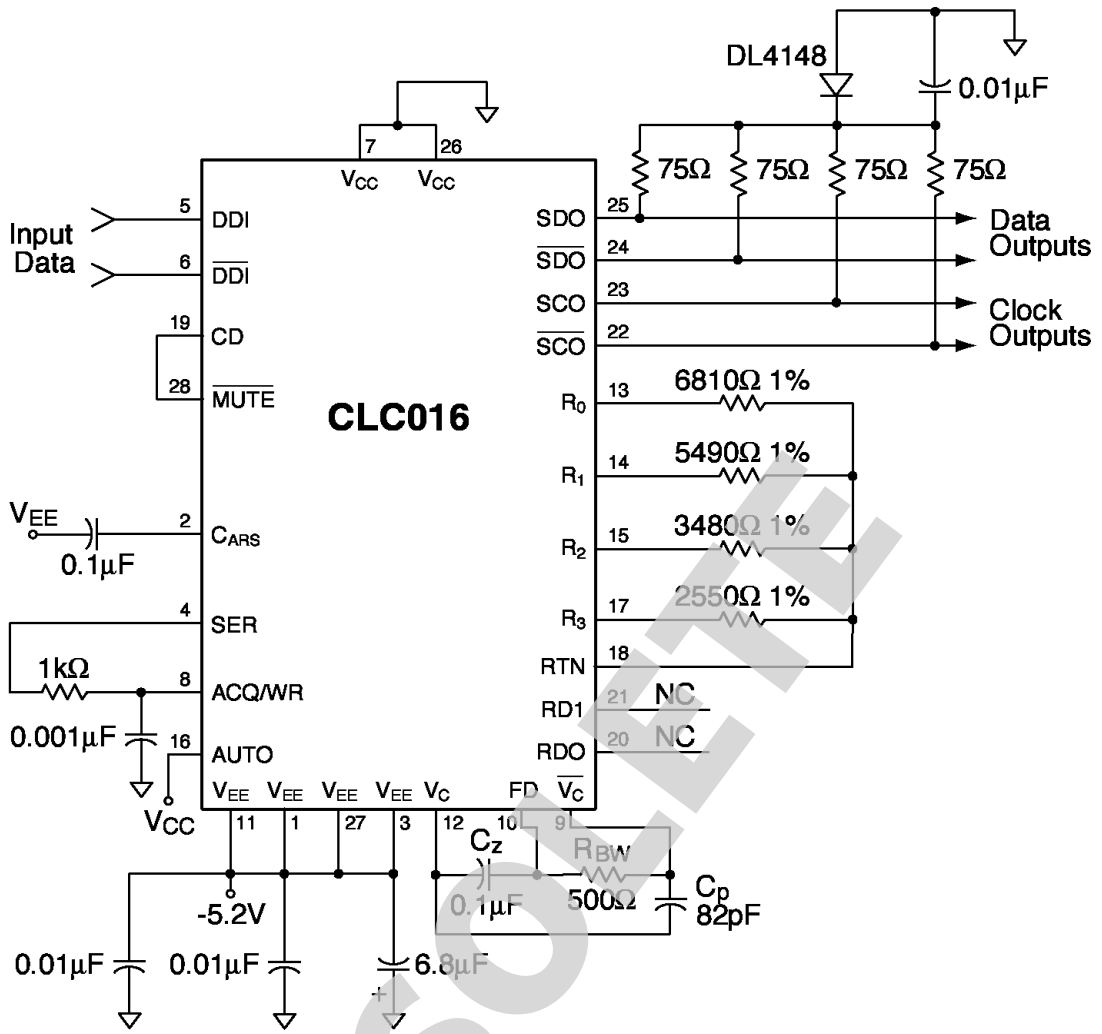 DL4148
0.01µF
7
26
VCC
VCC
75Ω
75Ω
75Ω
75Ω
Input
Data
5
DDI
6
DDI
SDO
25
Data
Outputs
SDO
24
SCO
23
Clock
Outputs
SCO
22
19
CD
28
MUTE
CLC016
R0
13
6810Ω 1%
R1
14
5490Ω 1%
R2
15
3480Ω 1%
R3
17
2550Ω 1%
RTN
18
RD1
21
NC
RDO
20
NC
VEE
0.1µF
2
CARS
4
SER
1kΩ
8
ACQ/WR
0.001µF
16
AUTO
VCC
VEE
VEE
VEE
VEE
VC
FD
VC
11
1
27
3
12
10
9
Cz
0.1µF
RBW
500Ω
Cp
82pF
-5.2V
0.01µF
0.01µF
6.8µF
+
SOLETE